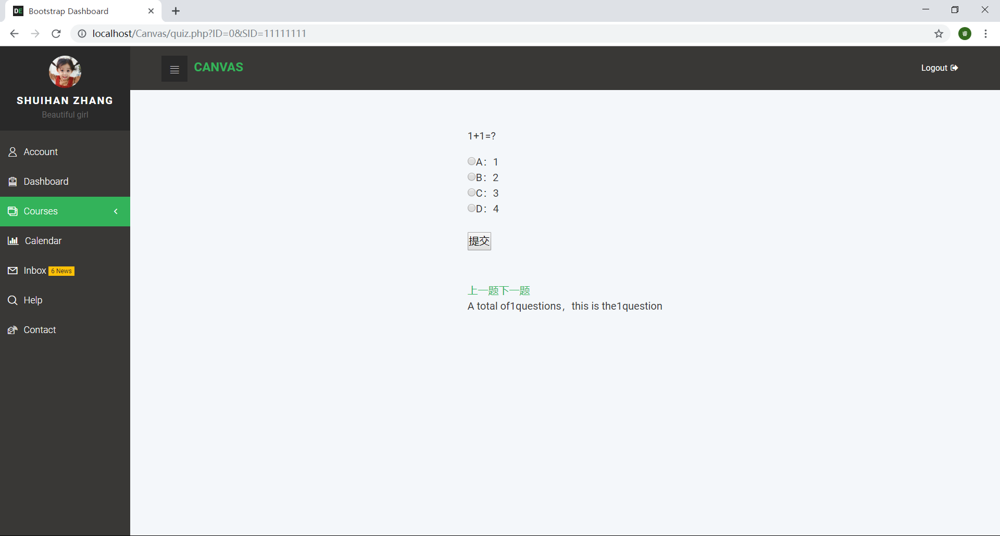 DE Bootstrap Dashboard
localhost/Canvas/quiz.php?ID=0&SID=11111111
睿
SHUIHAN ZHANG
Beautiful girl
Account
Dashboard
Courses
Calendar
Inbox 6 News
Help
Contact
CANVAS
Logout
1+1=?
A：1
B：2
C：3
D：4
提交
上一题下一题
A total of1questions，this is the1question